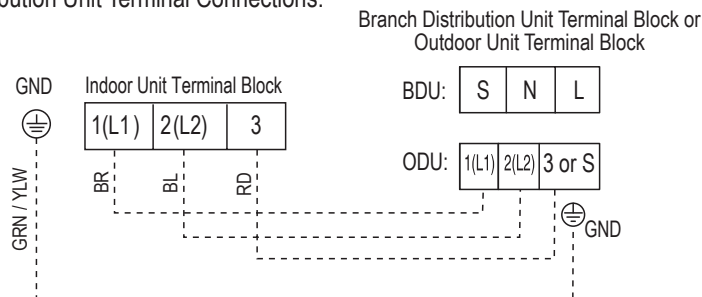 Unit Terminal Connections:
Branch Distribution Unit Terminal Block or
Outdoor Unit Terminal Block
GND
Indoor Unit Terminal Block
1(L1) 2(L2) 3
BDU: S N L
ODU: 1(L1) 2(L2) 3 or S
BR
BL
RD
GRN / YLW
GND